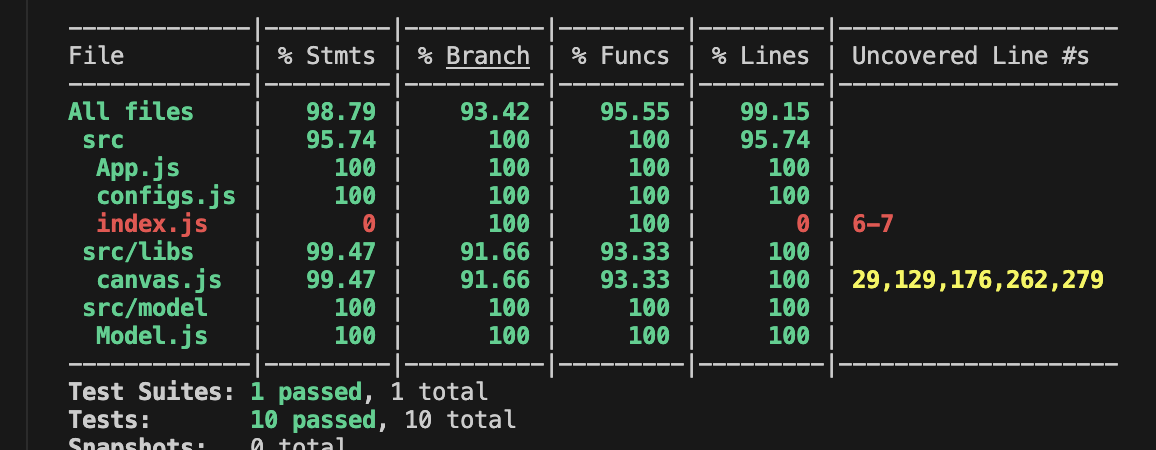 ---------------|----------|----------|----------|----------|--------------------
File           | % Stmts  | % Branch | % Funcs  | % Lines  | Uncovered Line #s
---------------|----------|----------|----------|----------|--------------------
All files      | 98.79 | 93.42 | 95.55 | 99.15 |
src            | 95.74 | 100 | 100 | 95.74 |
App.js         | 100 | 100 | 100 | 100 |
configs.js     | 100 | 100 | 100 | 100 |
index.js       | 0 | 100 | 100 | 0 | 6-7
src/libs       | 99.47 | 91.66 | 93.33 | 100 |
canvas.js      | 99.47 | 91.66 | 93.33 | 100 | 29,129,176,262,279
src/model      | 100 | 100 | 100 | 100 |
Model.js       | 100 | 100 | 100 | 100 |
---------------|----------|----------|----------|----------|--------------------
Test Suites: 1 passed, 1 total
Tests:       10 passed, 10 total
Snapshots:   0 total